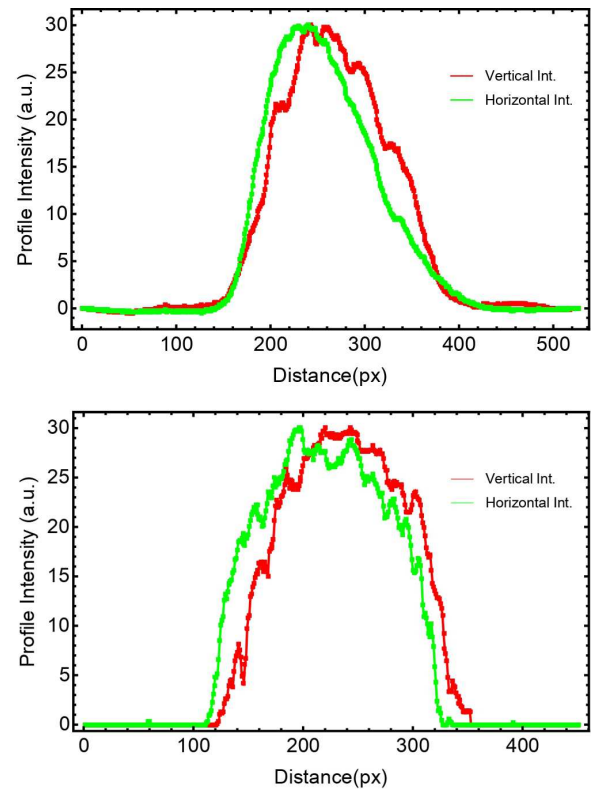 30
25
20
15
10
5
0
Profile Intensity (a.u.)
Vertical Int.
Horizontal Int.
0 100 200 300 400 500
Distance(px)
30
25
20
15
10
5
0
Profile Intensity (a.u.)
Vertical Int.
Horizontal Int.
0 100 200 300 400
Distance(px)